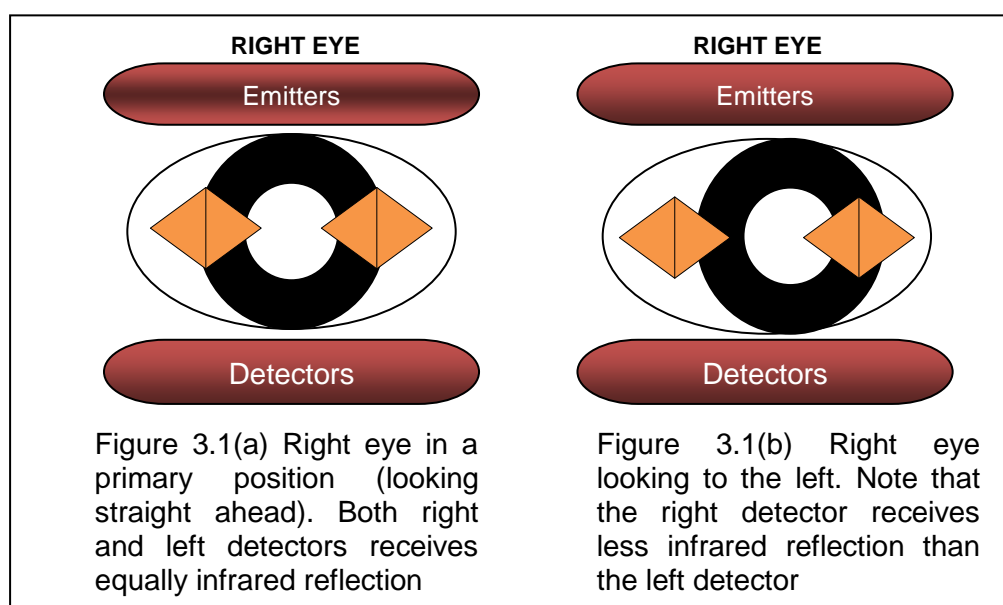 RIGHT EYE
Emitters
Detectors
Figure 3.1(a) Right eye in a
primary position (looking
straight ahead). Both right
and left detectors receives
equally infrared reflection
RIGHT EYE
Emitters
Detectors
Figure 3.1(b) Right eye
looking to the left. Note that
the right detector receives
less infrared reflection than
the left detector